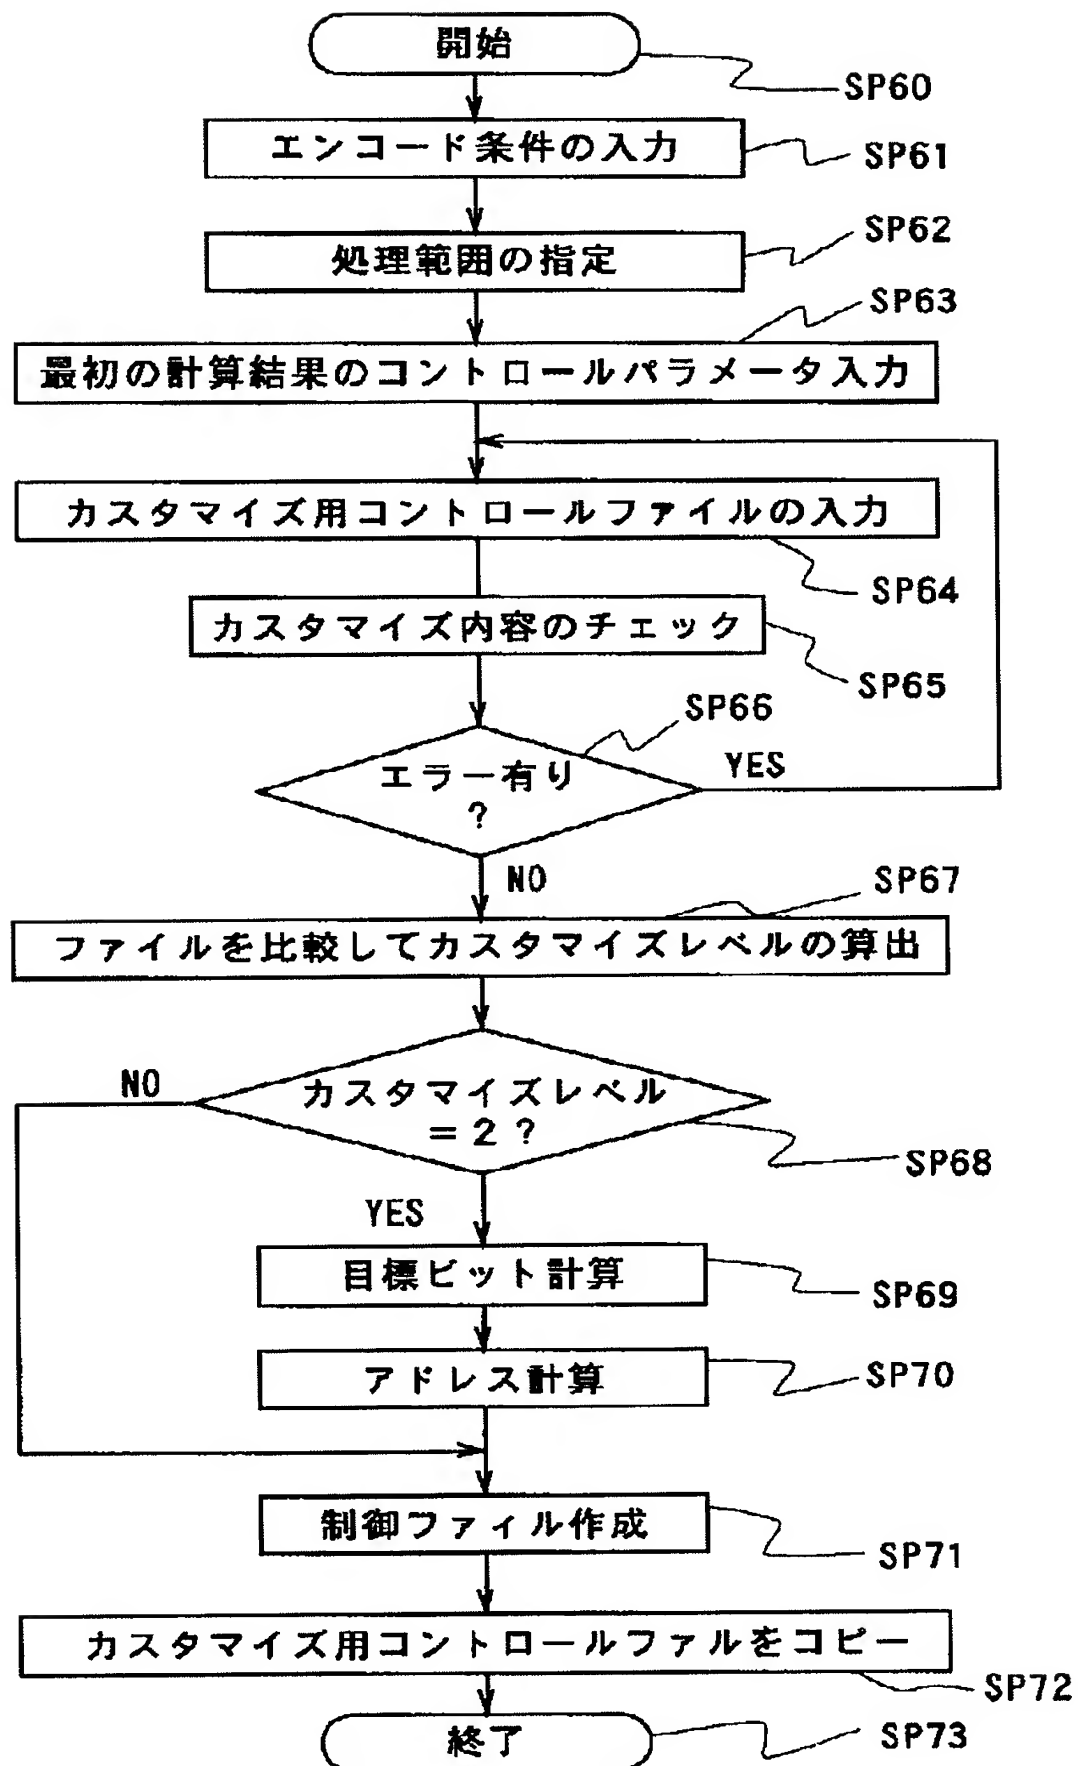 開始
SP60
エンコード条件の入力
SP61
処理範囲の指定
SP62
SP63
最初の計算結果のコントロールパラメータ入力
カスタマイズ用コントロールファイルの入力
SP64
カスタマイズ内容のチェック
SP65
SP66
エラー有り
?
YES
NO
SP67
ファイルを比較してカスタマイズレベルの算出
NO
カスタマイズレベル
=2?
SP68
YES
目標ビット計算
SP69
アドレス計算
SP70
制御ファィル作成
SP71
カスタマイズ用コントロールファルをコピー
SP72
終了
SP73